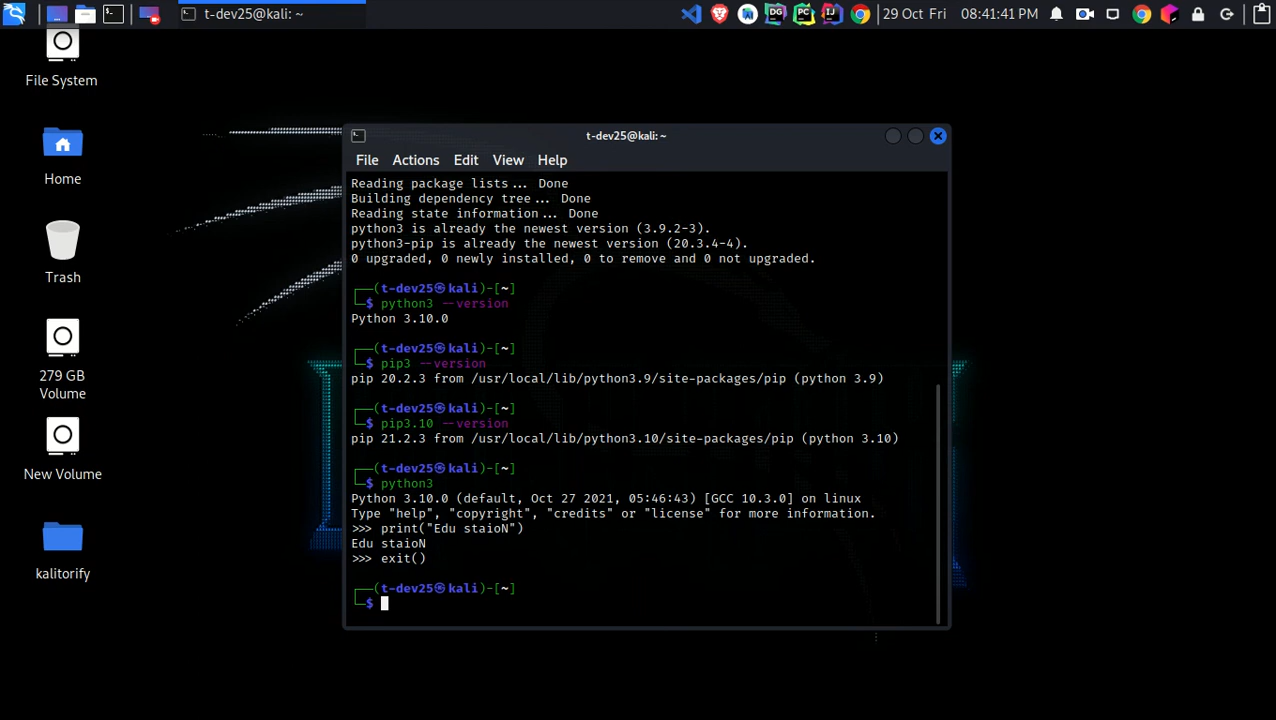 t-dev25@kali: ~
DG
PC
IJ
29 Oct Fri
08:41:41 PM
File System
Home
Trash
279 GB
Volume
New Volume
kalitorify
t-dev25@kali: ~
File Actions Edit View Help
Reading package lists... Done
Building dependency tree... Done
Reading state information... Done
python3 is already the newest version (3.9.2-3).
python3-pip is already the newest version (20.3.4-4).
0 upgraded, 0 newly installed, 0 to remove and 0 not upgraded.
┌──(t-dev25㉿kali)-[~]
└─$ python3 --version
Python 3.10.0
┌──(t-dev25㉿kali)-[~]
└─$ pip3 --version
pip 20.2.3 from /usr/local/lib/python3.9/site-packages/pip (python 3.9)
┌──(t-dev25㉿kali)-[~]
└─$ pip3.10 --version
pip 21.2.3 from /usr/local/lib/python3.10/site-packages/pip (python 3.10)
┌──(t-dev25㉿kali)-[~]
└─$ python3
Python 3.10.0 (default, Oct 27 2021, 05:46:43) [GCC 10.3.0] on linux
Type "help", "copyright", "credits" or "license" for more information.
>>> print("Edu staioN")
Edu staioN
>>> exit()
┌──(t-dev25㉿kali)-[~]
└─$